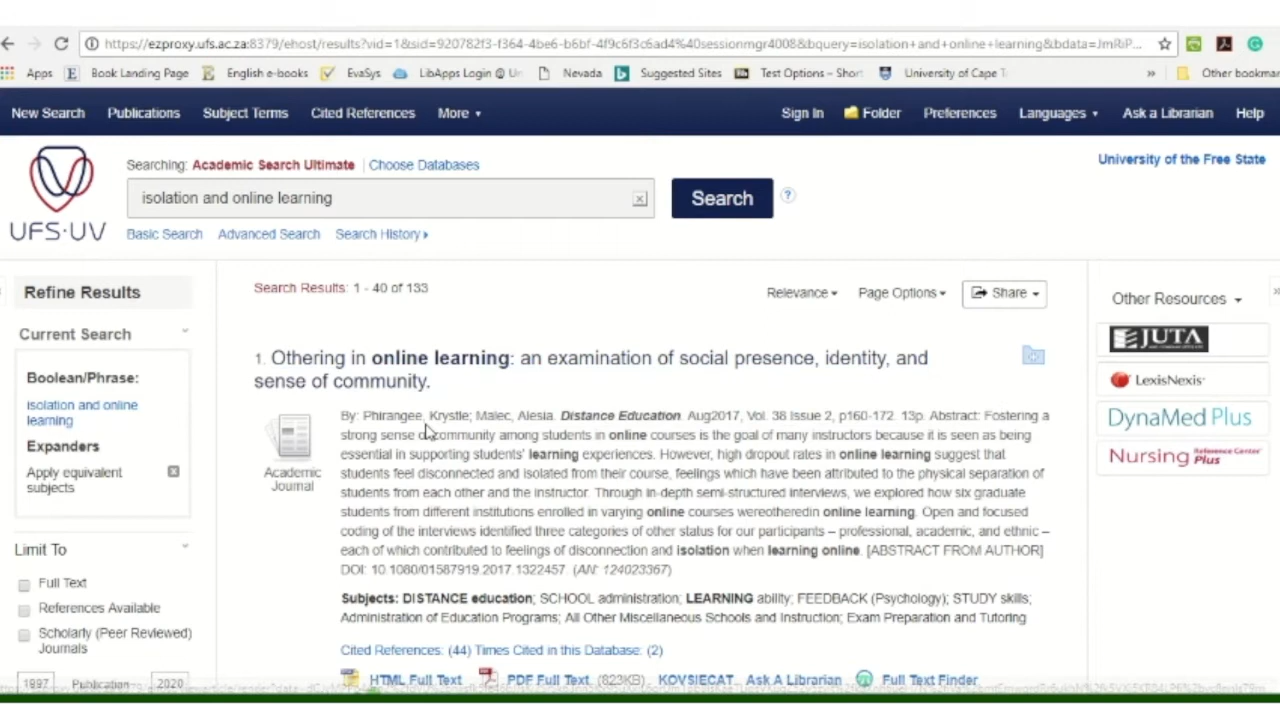 https://ezproxy.ufs.ac.za:8379/ehost/results?vid=1&sid=920782f3-f364-4be6-b6bf-4f9c6f3c6ad4%40sessionmgr4008&bquery=isolation+and+online+learning&bdata=JmRiP...
Apps Book Landing Page English e-books EvaSys LibApps Login @ Un Nevada Suggested Sites Test Options – Short University of Cape T » Other bookmar
New Search Publications Subject Terms Cited References More Sign In Folder Preferences Languages Ask a Librarian Help
Searching: Academic Search Ultimate Choose Databases
University of the Free State
isolation and online learning
Search
UFS·UV
Basic Search Advanced Search Search History
Refine Results
Search Results: 1 - 40 of 133
Relevance Page Options Share
Other Resources
Current Search
Boolean/Phrase:
isolation and online
learning
Expanders
Apply equivalent
subjects
Limit To
Full Text
References Available
Scholarly (Peer Reviewed)
Journals
1997 Publication 2020
1. Othering in online learning: an examination of social presence, identity, and
sense of community.
Academic
Journal
By: Phirangee, Krystle; Malec, Alesia. Distance Education. Aug2017, Vol. 38 Issue 2, p160-172. 13p. Abstract: Fostering a
strong sense of community among students in online courses is the goal of many instructors because it is seen as being
essential in supporting students' learning experiences. However, high dropout rates in online learning suggest that
students feel disconnected and isolated from their course, feelings which have been attributed to the physical separation of
students from each other and the instructor. Through in-depth semi-structured interviews, we explored how six graduate
students from different institutions enrolled in varying online courses wereotheredin online learning. Open and focused
coding of the interviews identified three categories of other status for our participants – professional, academic, and ethnic –
each of which contributed to feelings of disconnection and isolation when learning online. [ABSTRACT FROM AUTHOR]
DOI: 10.1080/01587919.2017.1322457. (AN: 124023367)
Subjects: DISTANCE education; SCHOOL administration; LEARNING ability; FEEDBACK (Psychology); STUDY skills;
Administration of Education Programs; All Other Miscellaneous Schools and Instruction; Exam Preparation and Tutoring
Cited References: (44) Times Cited in this Database: (2)
HTML Full Text PDF Full Text (823KB) KOVSIECAT Ask A Librarian Full Text Finder
JUTA
LexisNexis
DynaMed Plus
Nursing Reference Center Plus